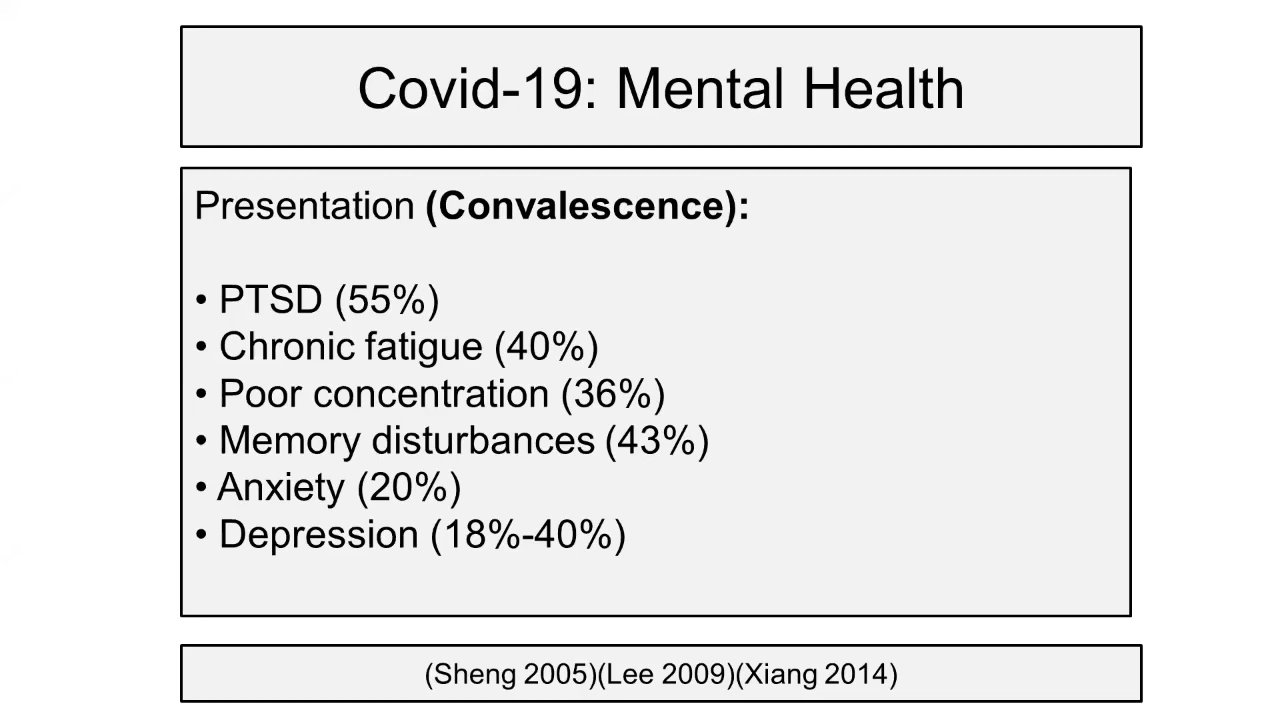 Covid-19: Mental Health
Presentation (Convalescence):
• PTSD (55%)
• Chronic fatigue (40%)
• Poor concentration (36%)
• Memory disturbances (43%)
• Anxiety (20%)
• Depression (18%-40%)
(Sheng 2005)(Lee 2009)(Xiang 2014)